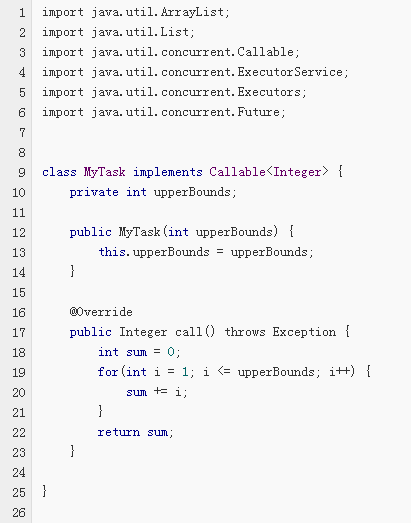 1 import java.util.ArrayList;
2 import java.util.List;
3 import java.util.concurrent.Callable;
4 import java.util.concurrent.ExecutorService;
5 import java.util.concurrent.Executors;
6 import java.util.concurrent.Future;
7
8
9 class MyTask implements Callable<Integer> {
10     private int upperBounds;
11
12     public MyTask(int upperBounds) {
13         this.upperBounds = upperBounds;
14     }
15
16     @Override
17     public Integer call() throws Exception {
18         int sum = 0;
19         for(int i = 1; i <= upperBounds; i++) {
20             sum += i;
21         }
22         return sum;
23     }
24
25 }
26